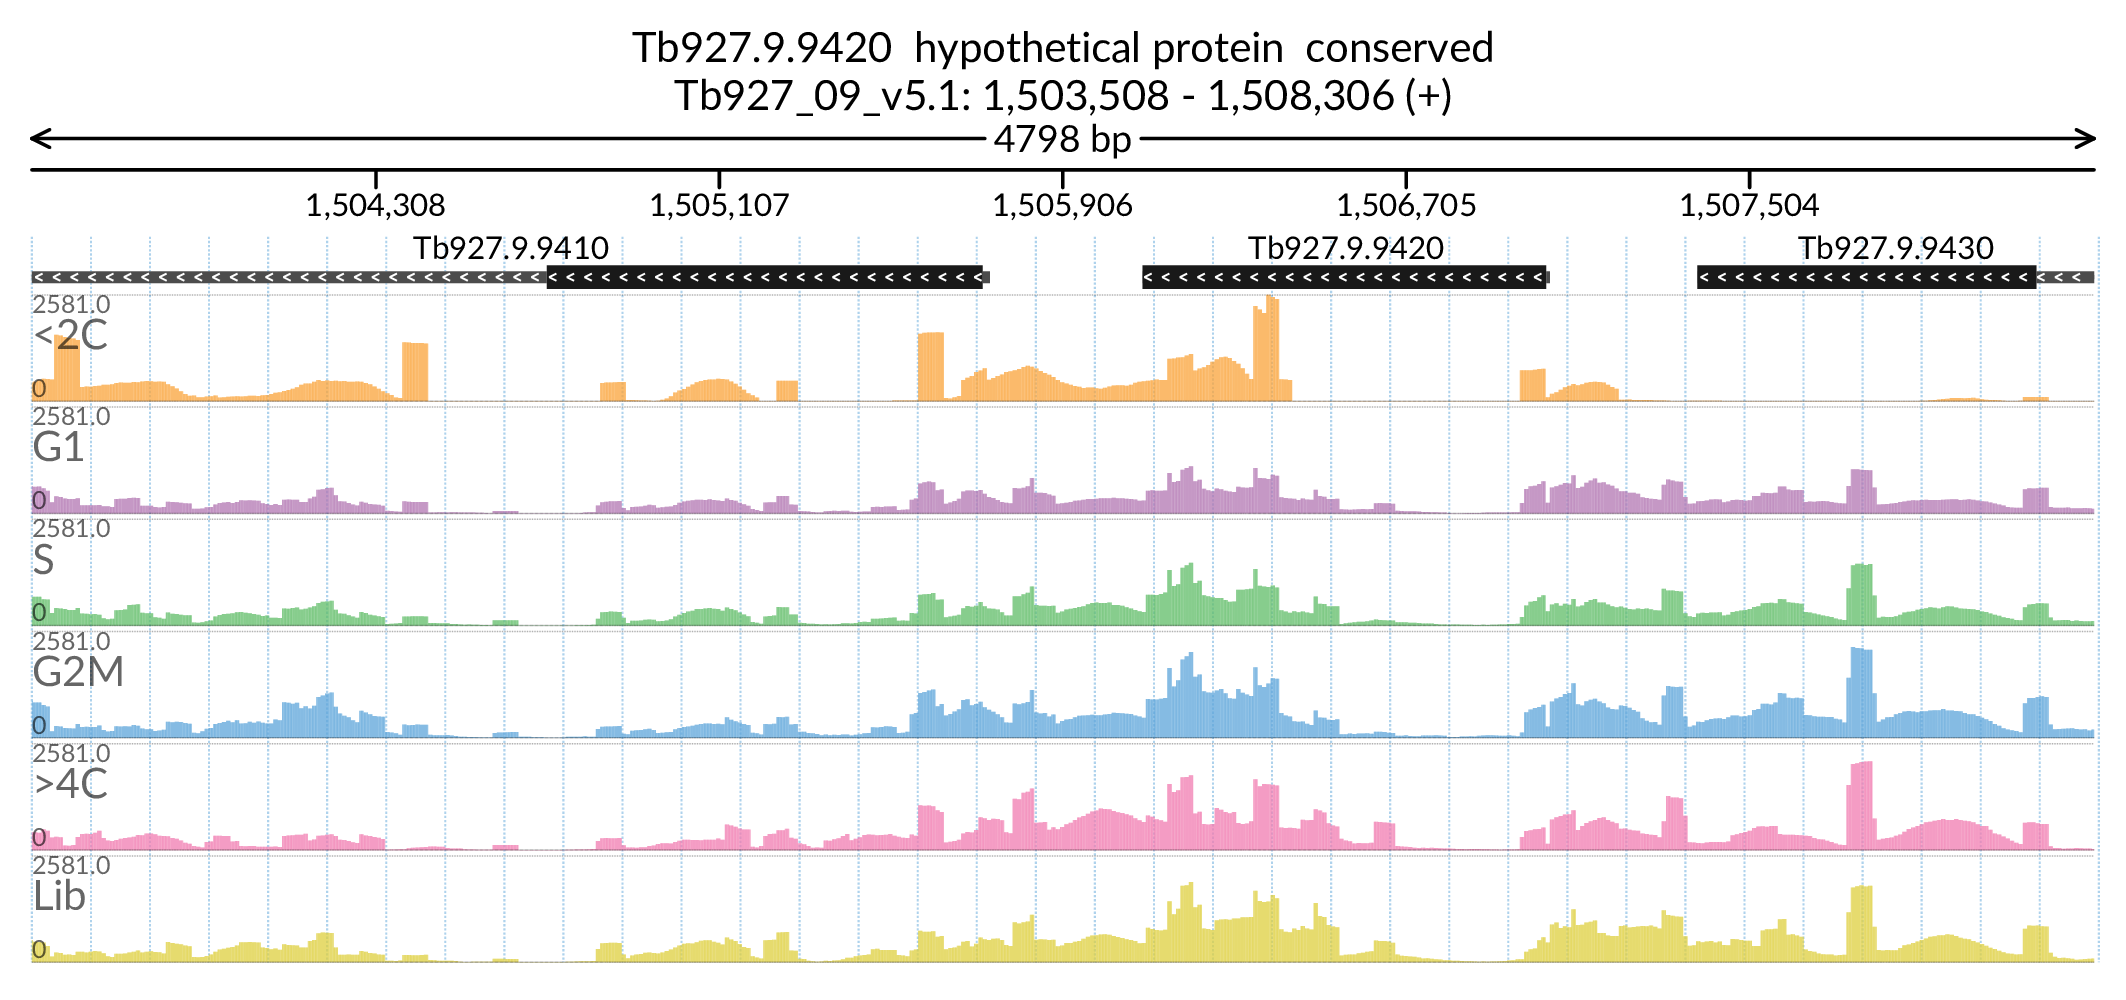 Tb927.9.9420  hypothetical protein  conserved
Tb927_09_v5.1: 1,503,508 - 1,508,306 (+)
4798 bp
1,504,308 1,505,107 1,505,906 1,506,705 1,507,504
Tb927.9.9410 Tb927.9.9420 Tb927.9.9430
2581.0
<2C
0
2581.0
G1
0
2581.0
S
0
2581.0
G2M
0
2581.0
>4C
0
2581.0
Lib
0